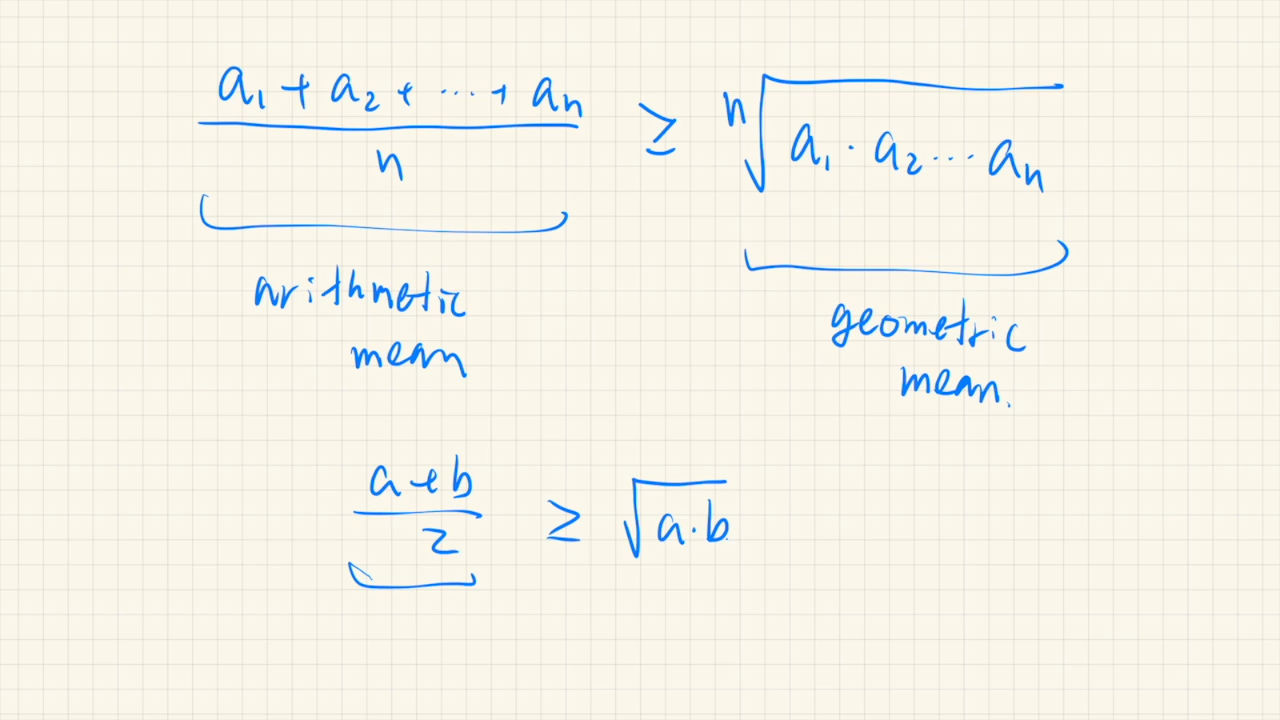 a₁ + a₂ + ⋯ + aₙ / n ≥ ⁿ√(a₁ · a₂ ⋯ aₙ)
arithmetic
mean
geometric
mean.
a+b / 2 ≥ √(a·b)